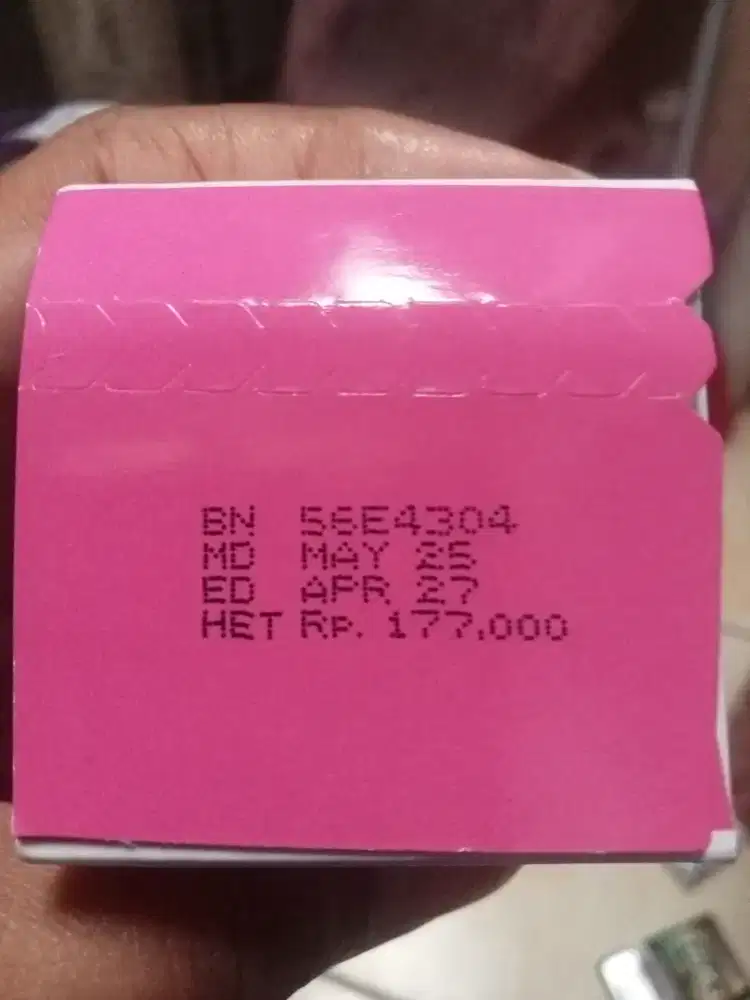 BN 56E4304
MD MAY 25
ED APR 27
HET Rp. 177.000